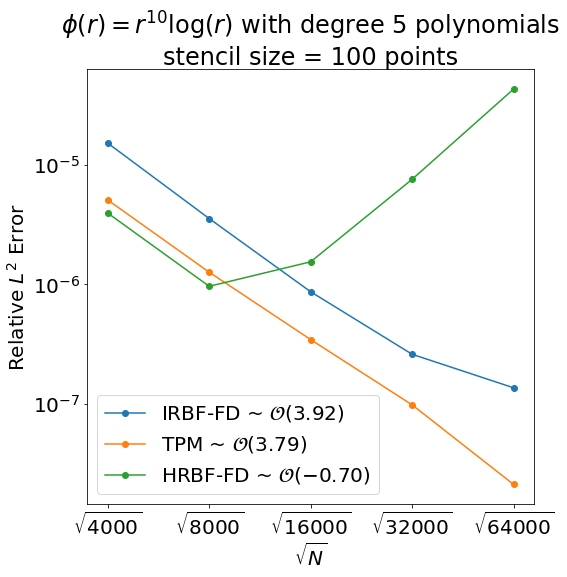 ϕ(r) = r¹⁰log(r) with degree 5 polynomials
stencil size = 100 points
Relative L² Error
10⁻⁵
10⁻⁶
10⁻⁷
IRBF-FD ~ 𝒪(3.92)
TPM ~ 𝒪(3.79)
HRBF-FD ~ 𝒪(−0.70)
√4000 √8000 √16000 √32000 √64000
√N